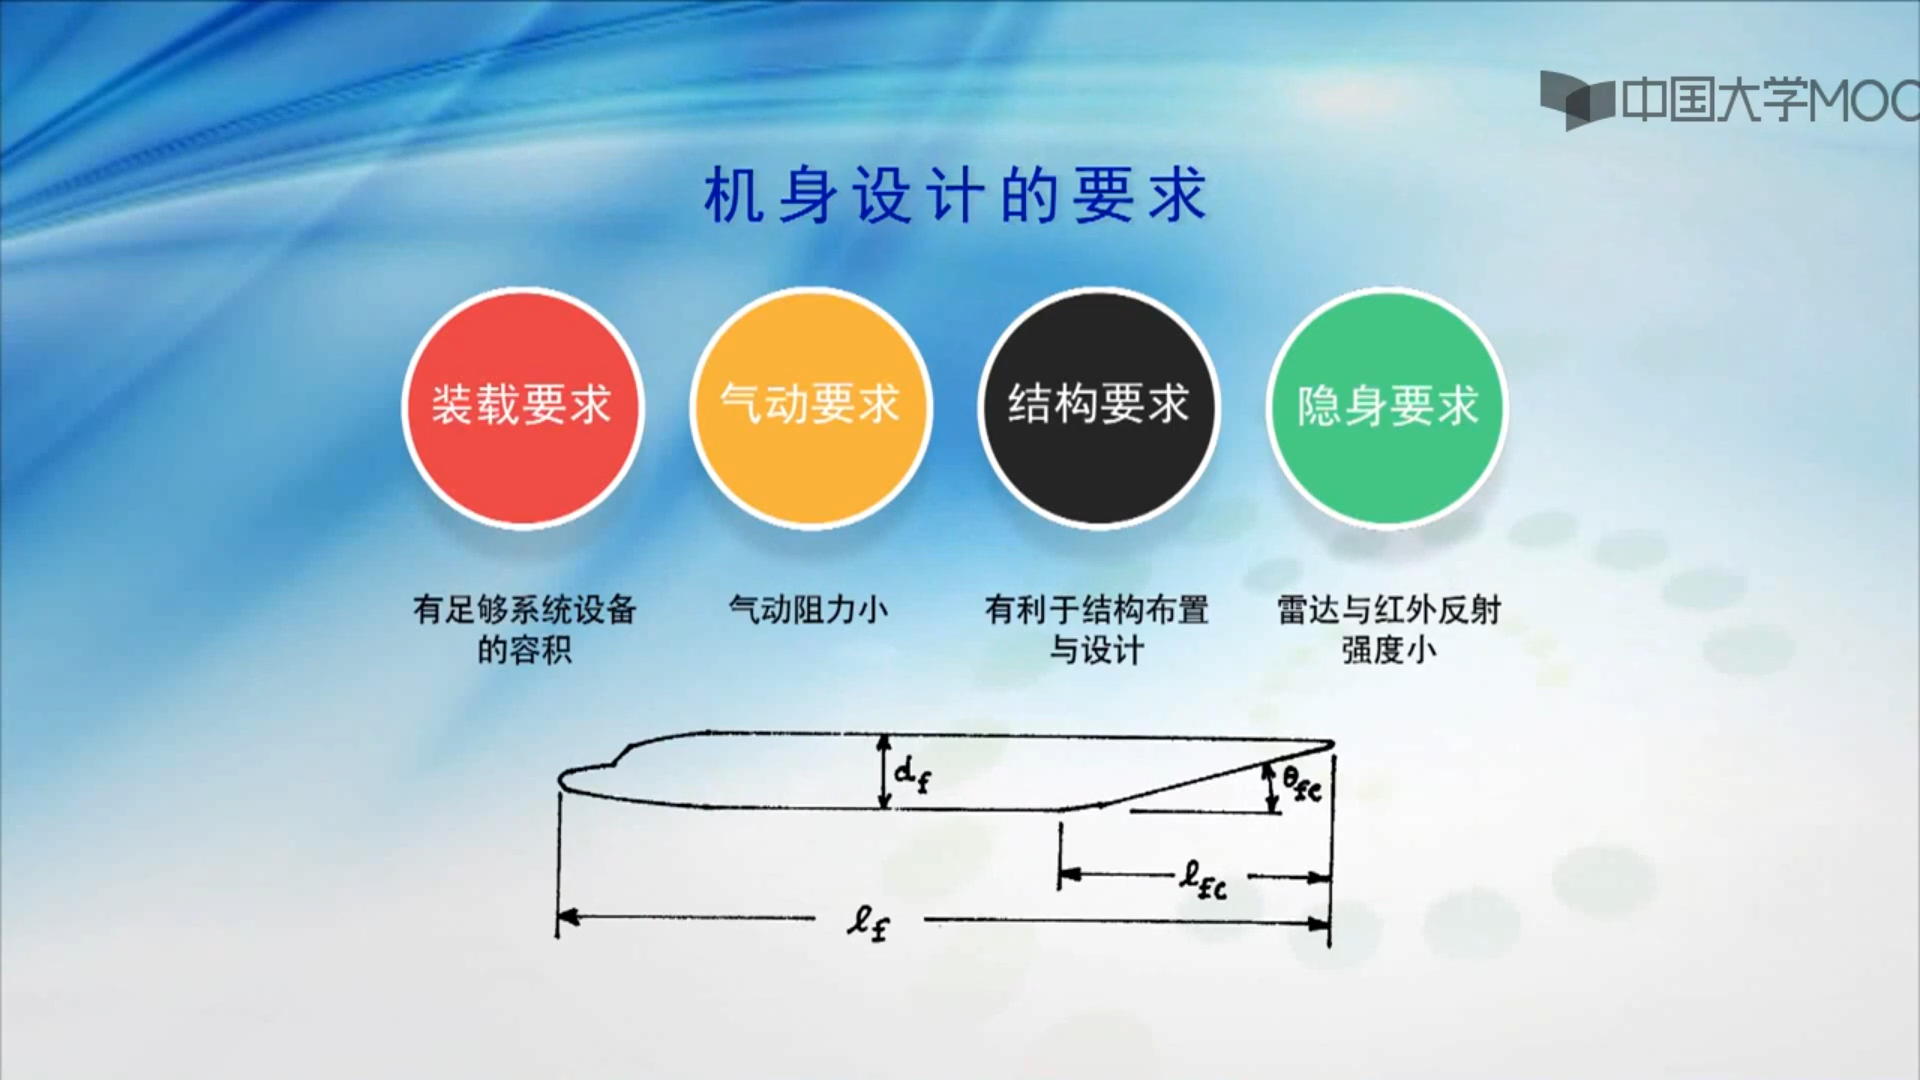 中国大学MOO
机身设计的要求
装载要求
气动要求
结构要求
隐身要求
有足够系统设备
的容积
气动阻力小
有利于结构布置
与设计
雷达与红外反射
强度小
df
θfc
lfc
lf